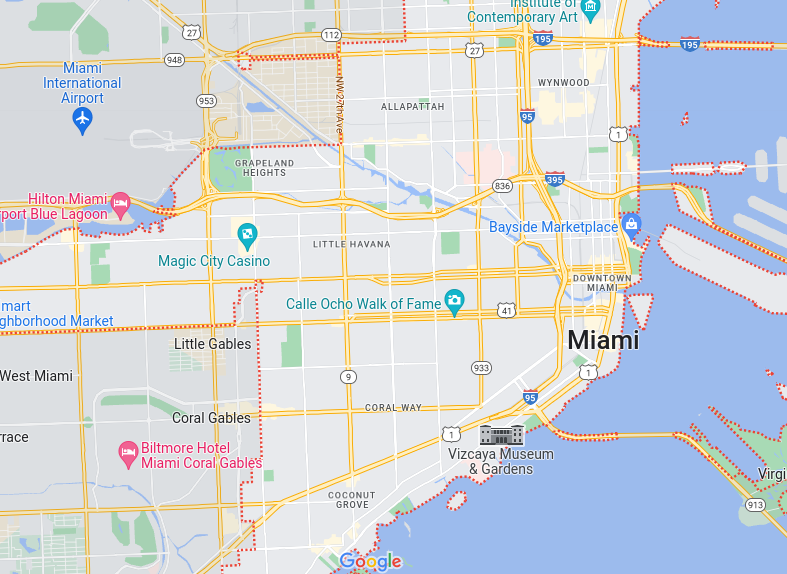 Institute of
Contemporary Art
27
112
195
195
27
948
Miami
International
Airport
WYNWOOD
953
NW 27th Ave
ALLAPATTAH
95
1
GRAPELAND
HEIGHTS
836
395
Hilton Miami
port Blue Lagoon
Bayside Marketplace
LITTLE HAVANA
Magic City Casino
DOWNTOWN
MIAMI
mart
ghborhood Market
Calle Ocho Walk of Fame
41
Little Gables
Miami
West Miami
9
933
1
95
CORAL WAY
Coral Gables
rrace
1
Biltmore Hotel
Miami Coral Gables
Vizcaya Museum
& Gardens
Virgi
COCONUT
GROVE
913
Google